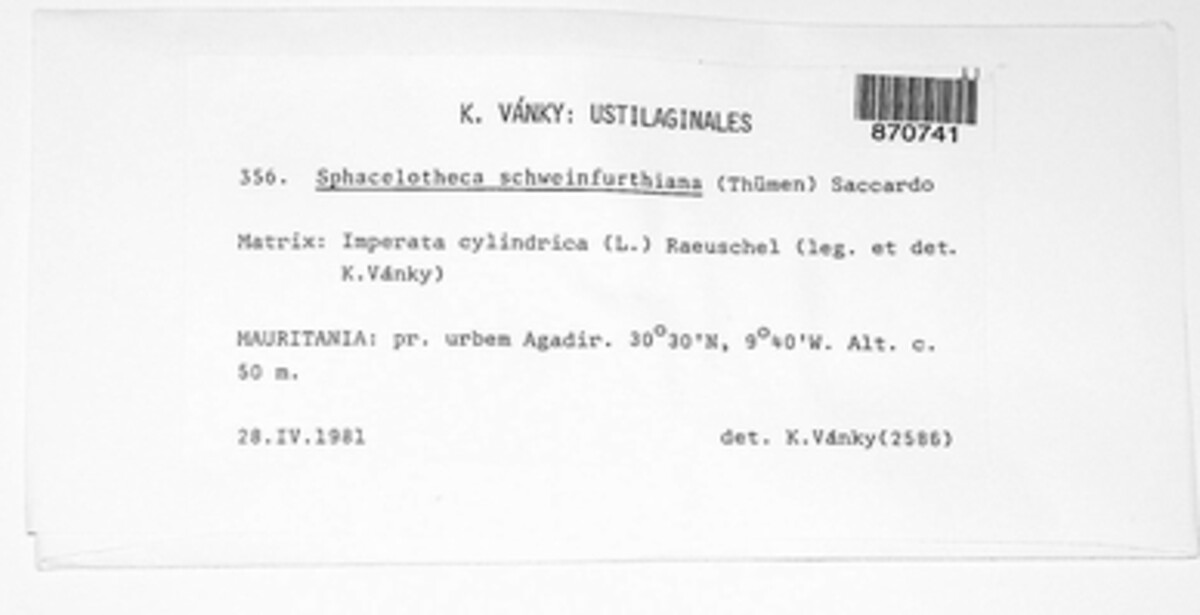 K. VÁNKY: USTILAGINALES
870741
356. Sphacelotheca schweinfurthiana (Thümen) Saccardo
Matrix: Imperata cylindrica (L.) Raeuschel (leg. et det.
K.Vánky)
MAURITANIA: pr. urbem Agadir. 30°30'N, 9°40'W. Alt. c.
50 m.
28.IV.1981 det. K.Vánky(2586)